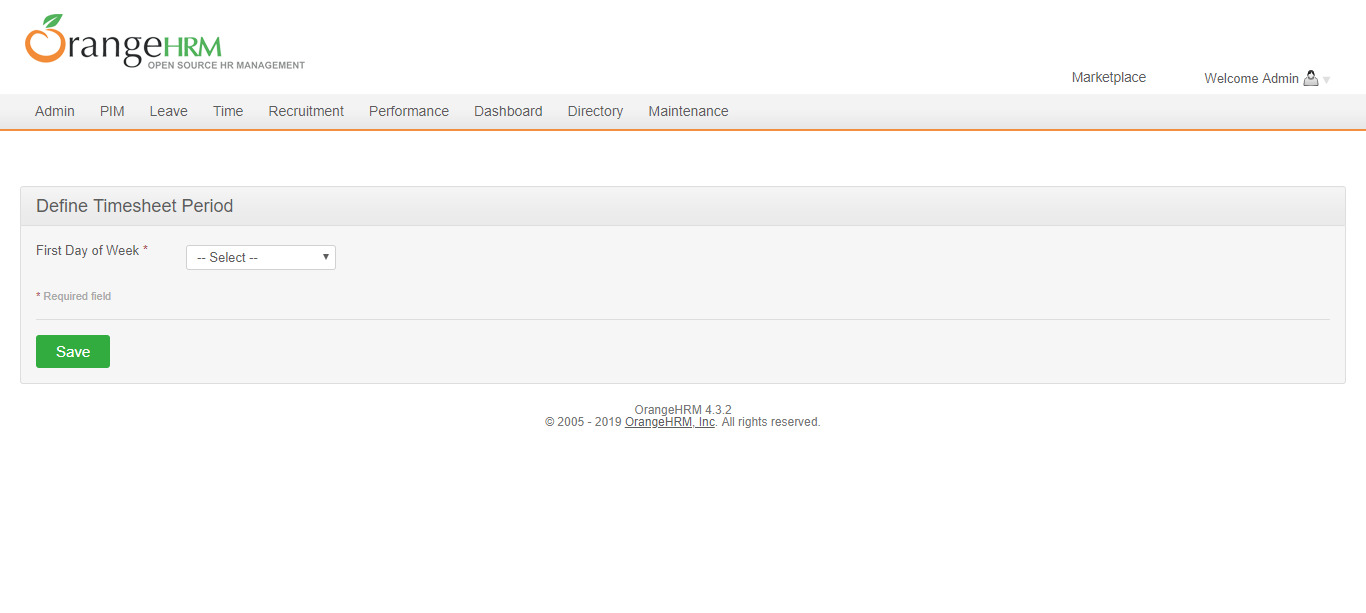 OrangeHRM
OPEN SOURCE HR MANAGEMENT
Marketplace Welcome Admin
Admin PIM Leave Time Recruitment Performance Dashboard Directory Maintenance
Define Timesheet Period
First Day of Week * -- Select --
* Required field
Save
OrangeHRM 4.3.2
© 2005 - 2019 OrangeHRM, Inc. All rights reserved.